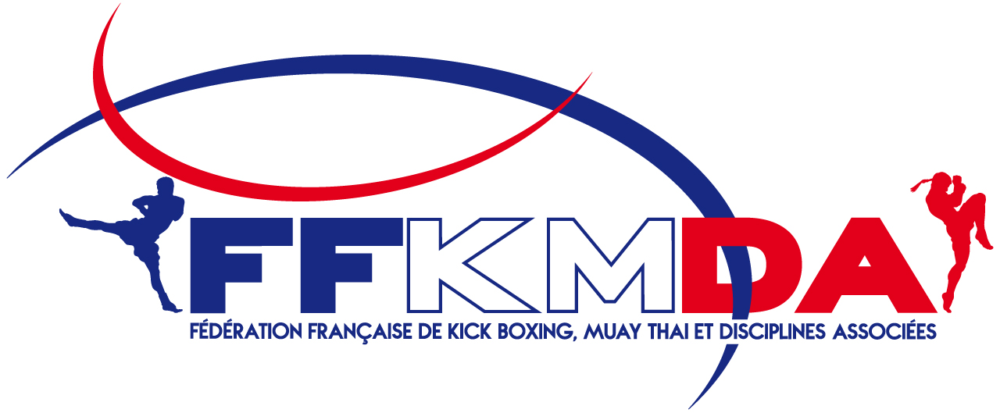 FFKMDA
FÉDÉRATION FRANÇAISE DE KICK BOXING, MUAY THAI ET DISCIPLINES ASSOCIÉES